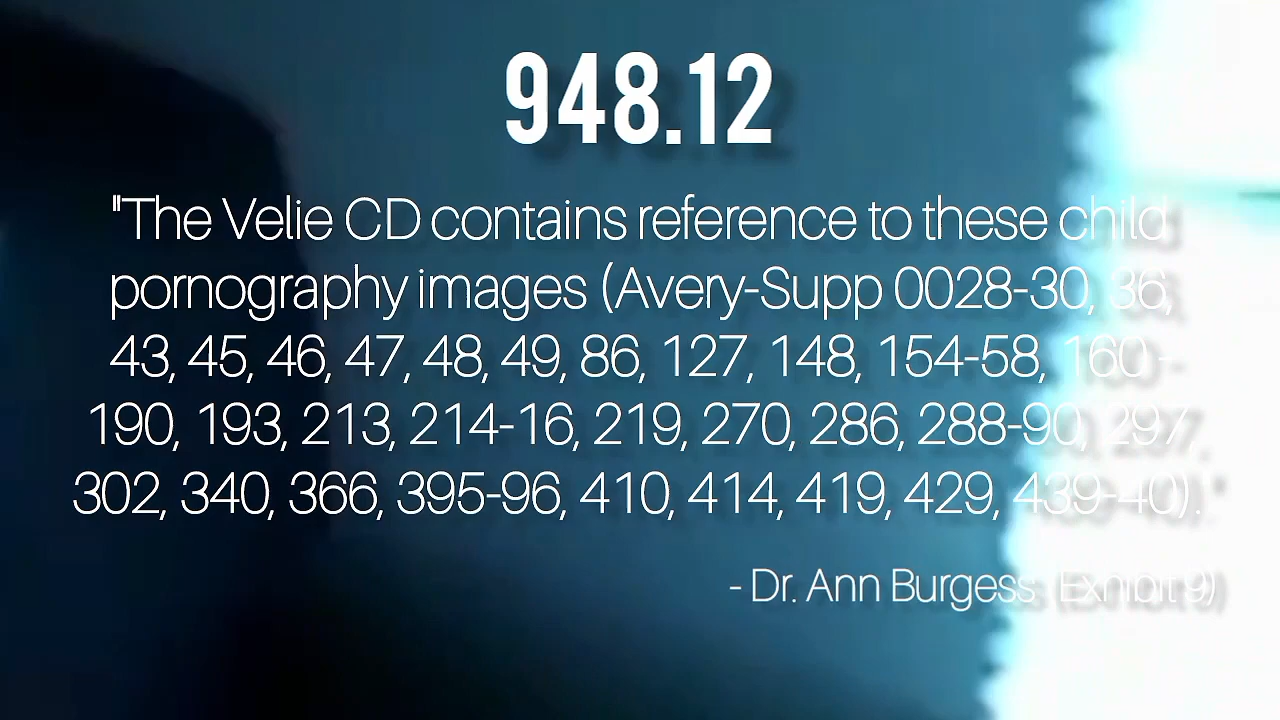 948.12
"The Velie CD contains reference to these child
pornography images (Avery-Supp 0028-30, 36,
43, 45, 46, 47, 48, 49, 86, 127, 148, 154-58, 160 -
190, 193, 213, 214-16, 219, 270, 286, 288-90, 297,
302, 340, 366, 395-96, 410, 414, 419, 429, 439-40)."
- Dr. Ann Burgess (Exhibit 9)